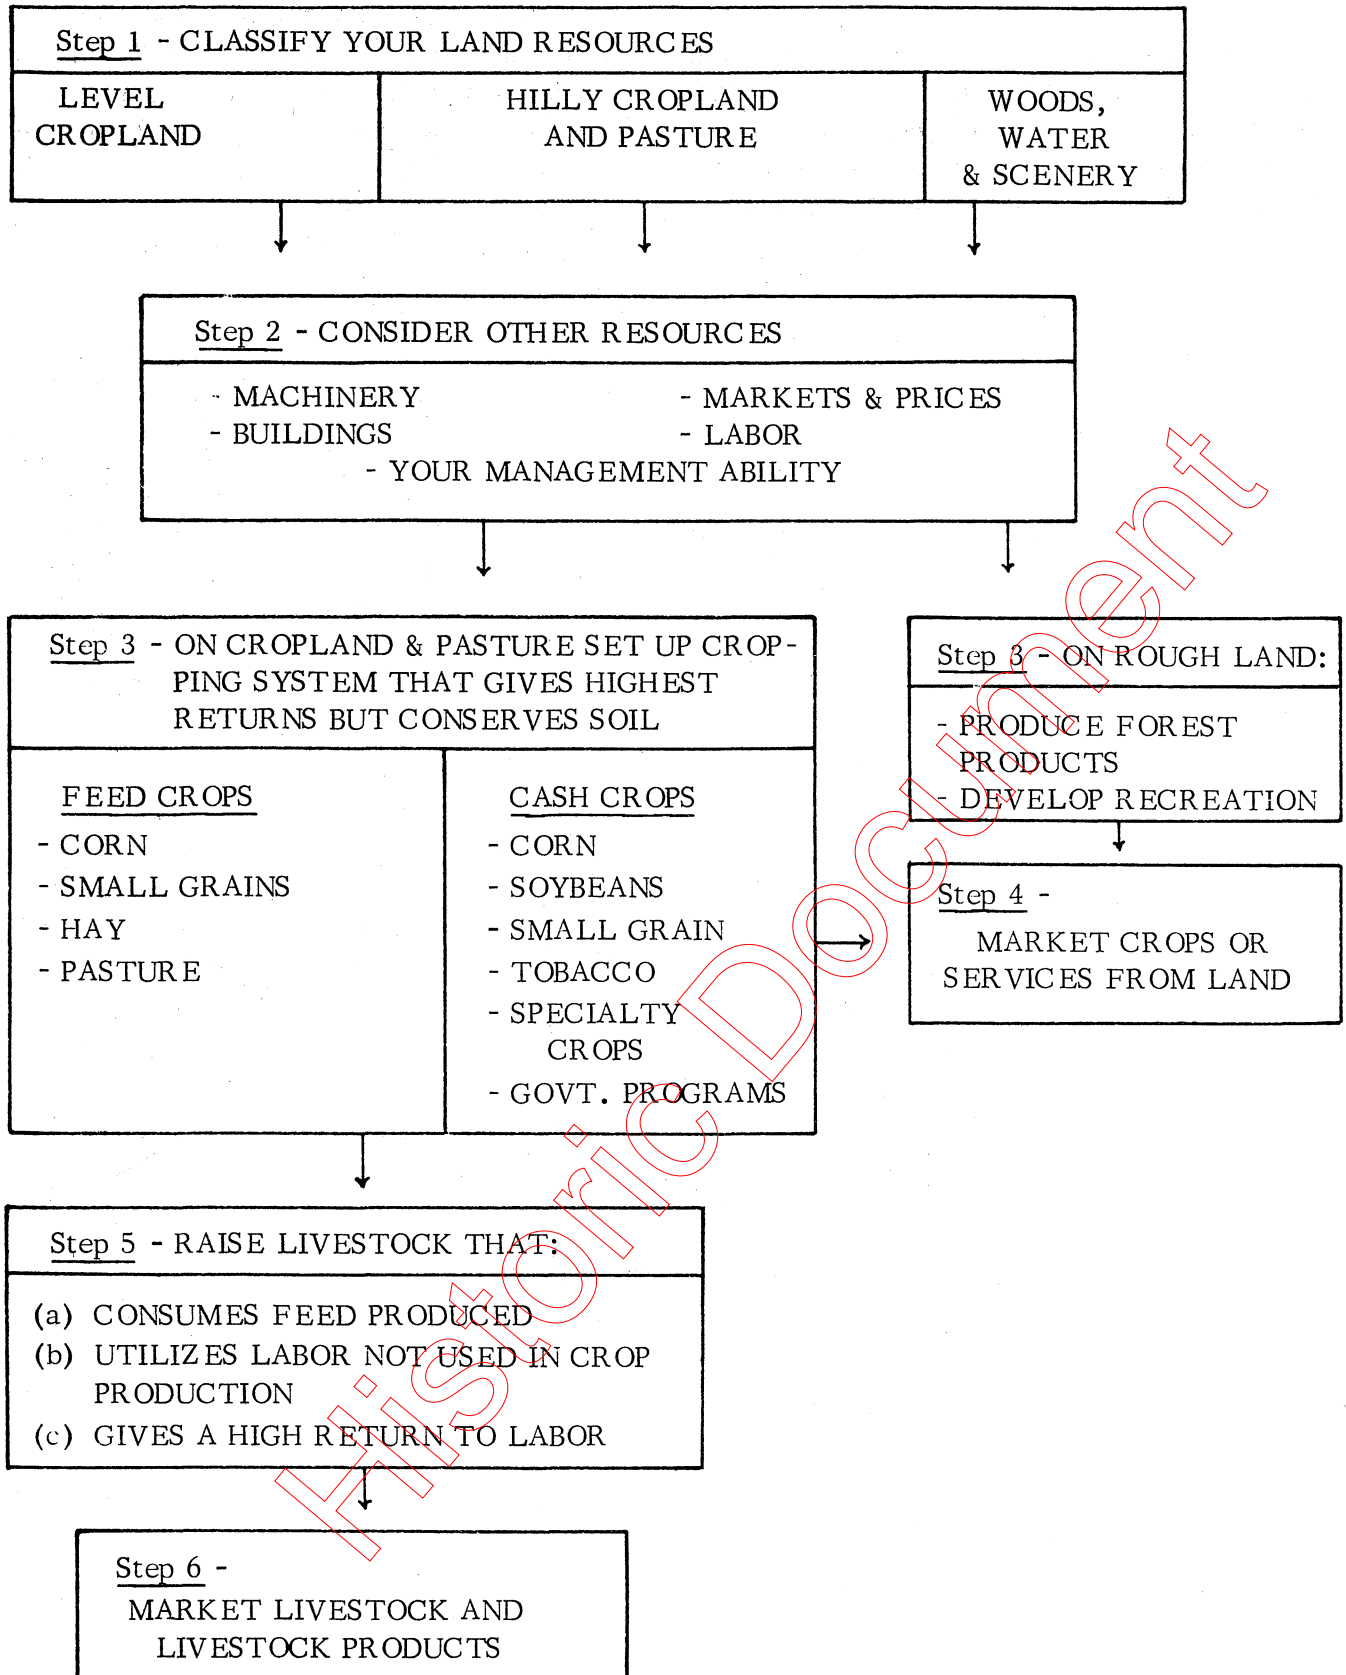 Step 1 - CLASSIFY YOUR LAND RESOURCES
LEVEL
CROPLAND
HILLY CROPLAND
AND PASTURE
WOODS,
WATER
& SCENERY
Step 2 - CONSIDER OTHER RESOURCES
- MACHINERY
- BUILDINGS
- MARKETS & PRICES
- LABOR
- YOUR MANAGEMENT ABILITY
Step 3 - ON CROPLAND & PASTURE SET UP CROP-
PING SYSTEM THAT GIVES HIGHEST
RETURNS BUT CONSERVES SOIL
FEED CROPS
- CORN
- SMALL GRAINS
- HAY
- PASTURE
CASH CROPS
- CORN
- SOYBEANS
- SMALL GRAIN
- TOBACCO
- SPECIALTY
CROPS
- GOVT. PROGRAMS
Step 3 - ON ROUGH LAND:
- PRODUCE FOREST
PRODUCTS
- DEVELOP RECREATION
Step 4 -
MARKET CROPS OR
SERVICES FROM LAND
Step 5 - RAISE LIVESTOCK THAT:
(a) CONSUMES FEED PRODUCED
(b) UTILIZES LABOR NOT USED IN CROP
PRODUCTION
(c) GIVES A HIGH RETURN TO LABOR
Step 6 -
MARKET LIVESTOCK AND
LIVESTOCK PRODUCTS
Historic Document